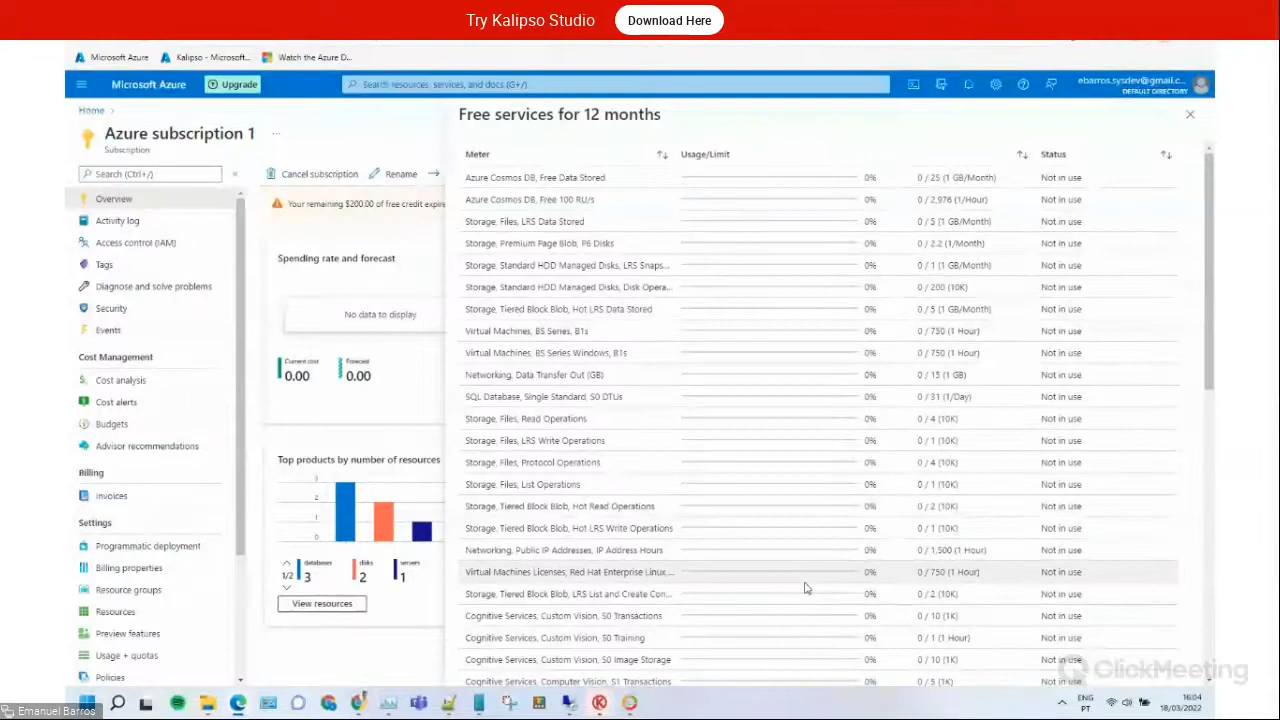 Try Kalipso Studio Download Here
Microsoft Azure Kalipso - Microsoft... Watch the Azure D...
Microsoft Azure Upgrade Search resources, services, and docs (G+/) ebarros.sysdev@gmail.c...
DEFAULT DIRECTORY
Home >
Azure subscription 1 ...
Subscription
Search (Ctrl+/) «
Overview
Activity log
Access control (IAM)
Tags
Diagnose and solve problems
Security
Events
Cost Management
Cost analysis
Cost alerts
Budgets
Advisor recommendations
Billing
Invoices
Settings
Programmatic deployment
Billing properties
Resource groups
Resources
Preview features
Usage + quotas
Policies
Cancel subscription Rename
Your remaining $200.00 of free credit expire
Spending rate and forecast
No data to display
Current cost
0.00
Forecast
0.00
Top products by number of resources
3
2
1
0
1/2
databases
3
disks
2
servers
1
View resources
Free services for 12 months
Meter Usage/Limit Status
Azure Cosmos DB, Free Data Stored 0% 0 / 25 (1 GB/Month) Not in use
Azure Cosmos DB, Free 100 RU/s 0% 0 / 2,976 (1/Hour) Not in use
Storage, Files, LRS Data Stored 0% 0 / 5 (1 GB/Month) Not in use
Storage, Premium Page Blob, P6 Disks 0% 0 / 2.2 (1/Month) Not in use
Storage, Standard HDD Managed Disks, LRS Snaps... 0% 0 / 1 (1 GB/Month) Not in use
Storage, Standard HDD Managed Disks, Disk Opera... 0% 0 / 200 (10K) Not in use
Storage, Tiered Block Blob, Hot LRS Data Stored 0% 0 / 5 (1 GB/Month) Not in use
Virtual Machines, BS Series, B1s 0% 0 / 750 (1 Hour) Not in use
Virtual Machines, BS Series Windows, B1s 0% 0 / 750 (1 Hour) Not in use
Networking, Data Transfer Out (GB) 0% 0 / 15 (1 GB) Not in use
SQL Database, Single Standard, S0 DTUs 0% 0 / 31 (1/Day) Not in use
Storage, Files, Read Operations 0% 0 / 4 (10K) Not in use
Storage, Files, LRS Write Operations 0% 0 / 1 (10K) Not in use
Storage, Files, Protocol Operations 0% 0 / 4 (10K) Not in use
Storage, Files, List Operations 0% 0 / 1 (10K) Not in use
Storage, Tiered Block Blob, Hot Read Operations 0% 0 / 2 (10K) Not in use
Storage, Tiered Block Blob, Hot LRS Write Operations 0% 0 / 1 (10K) Not in use
Networking, Public IP Addresses, IP Address Hours 0% 0 / 1,500 (1 Hour) Not in use
Virtual Machines Licenses, Red Hat Enterprise Linux,... 0% 0 / 750 (1 Hour) Not in use
Storage, Tiered Block Blob, LRS List and Create Con... 0% 0 / 2 (10K) Not in use
Cognitive Services, Custom Vision, S0 Transactions 0% 0 / 10 (1K) Not in use
Cognitive Services, Custom Vision, S0 Training 0% 0 / 1 (1 Hour) Not in use
Cognitive Services, Custom Vision, S0 Image Storage 0% 0 / 10 (1K) Not in use
Cognitive Services, Computer Vision, S1 Transactions 0% 0 / 5 (1K) Not in use
ClickMeeting
Emanuel Barros
ENG
PT
16:04
18/03/2022